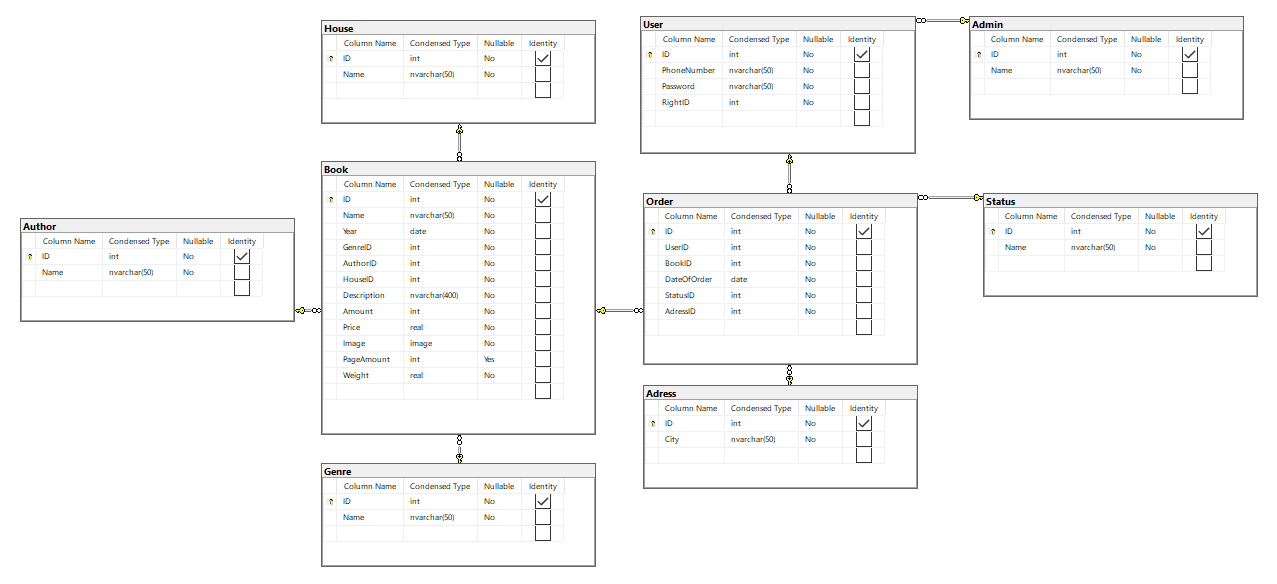 House
Column Name Condensed Type Nullable Identity
ID int No
Name nvarchar(50) No
User
Column Name Condensed Type Nullable Identity
ID int No
PhoneNumber nvarchar(50) No
Password nvarchar(50) No
RightID int No
Admin
Column Name Condensed Type Nullable Identity
ID int No
Name nvarchar(50) No
Author
Column Name Condensed Type Nullable Identity
ID int No
Name nvarchar(50) No
Book
Column Name Condensed Type Nullable Identity
ID int No
Name nvarchar(50) No
Year date No
GenreID int No
AuthorID int No
HouseID int No
Description nvarchar(400) No
Amount int No
Price real No
Image image No
PageAmount int Yes
Weight real No
Order
Column Name Condensed Type Nullable Identity
ID int No
UserID int No
BookID int No
DateOfOrder date No
StatusID int No
AdressID int No
Status
Column Name Condensed Type Nullable Identity
ID int No
Name nvarchar(50) No
Adress
Column Name Condensed Type Nullable Identity
ID int No
City nvarchar(50) No
Genre
Column Name Condensed Type Nullable Identity
ID int No
Name nvarchar(50) No